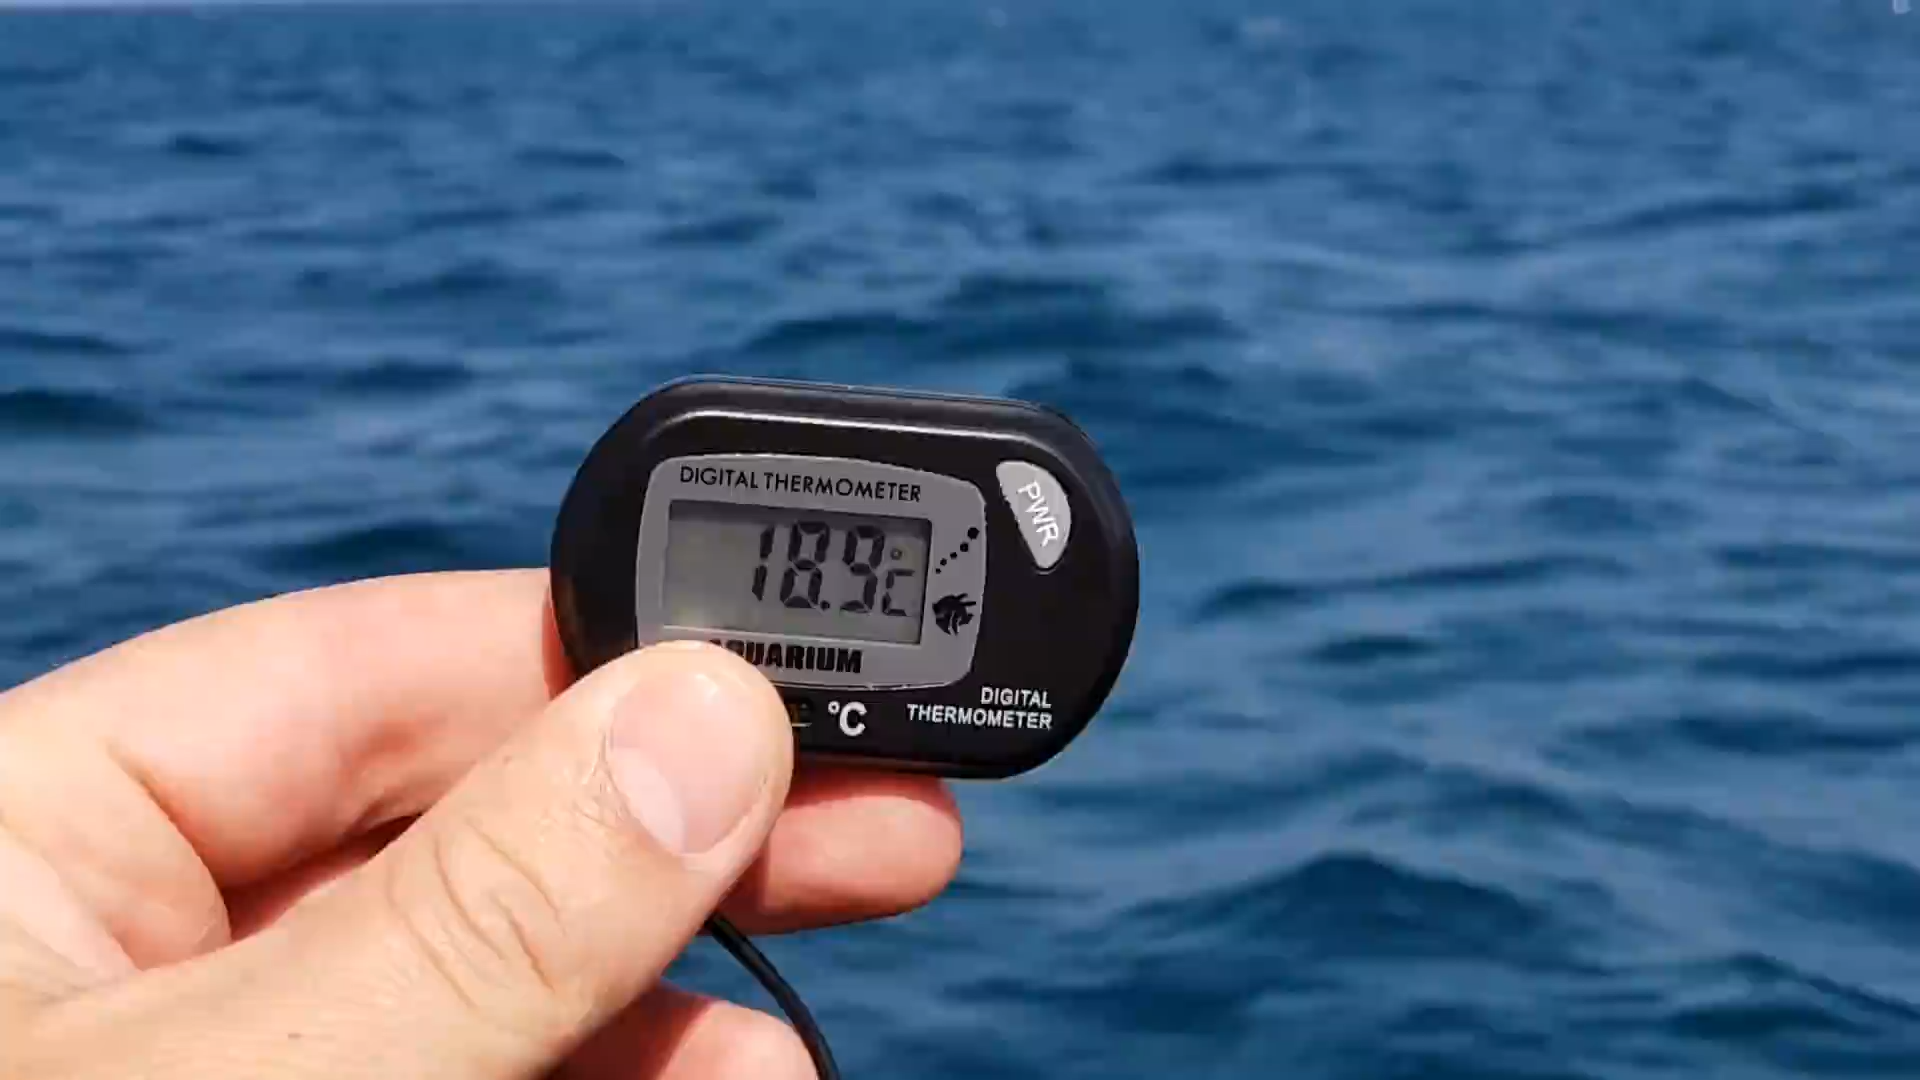 DIGITAL THERMOMETER
PWR
18.9°C
AQUARIUM
°C
DIGITAL
THERMOMETER